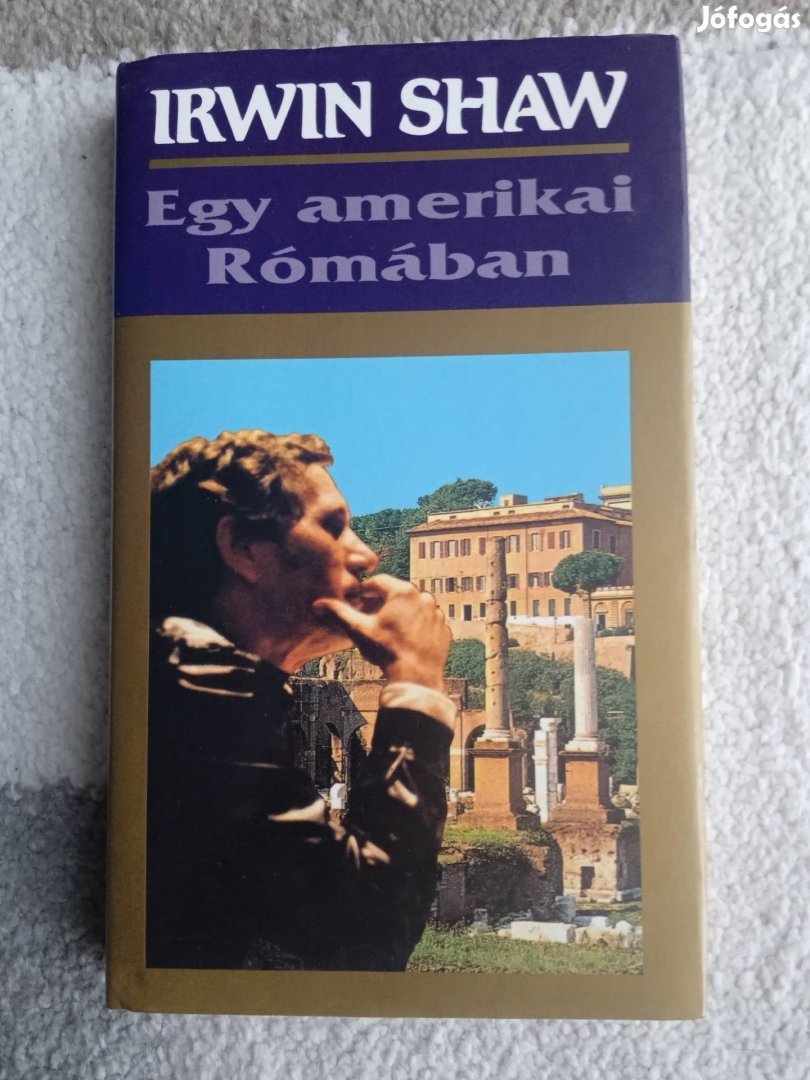 Jófogás
IRWIN SHAW
Egy amerikai
Rómában